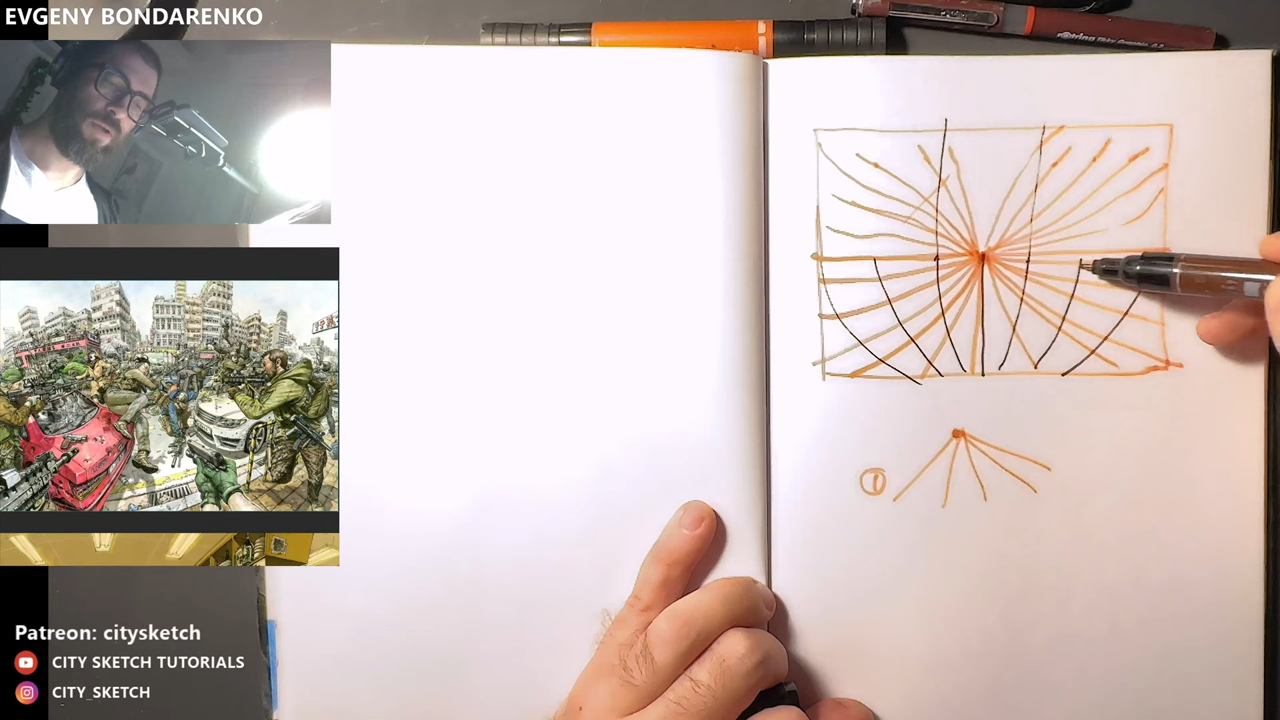 EVGENY BONDARENKO
Patreon: citysketch
CITY SKETCH TUTORIALS
CITY_SKETCH
1